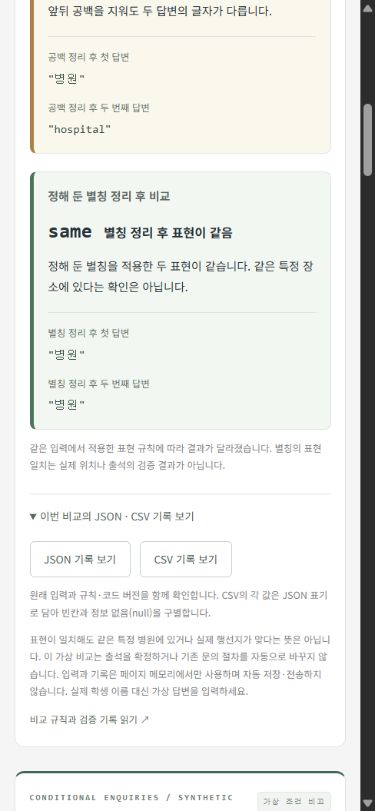 앞뒤 공백을 지워도 두 답변의 글자가 다릅니다.
공백 정리 후 첫 답변
"병원"
공백 정리 후 두 번째 답변
"hospital"
정해 둔 별칭 정리 후 비교
same 별칭 정리 후 표현이 같음
정해 둔 별칭을 적용한 두 표현이 같습니다. 같은 특정 장
소에 있다는 확인은 아닙니다.
별칭 정리 후 첫 답변
"병원"
별칭 정리 후 두 번째 답변
"병원"
같은 입력에서 적용한 표현 규칙에 따라 결과가 달라졌습니다. 별칭의 표현
일치는 실제 위치나 출석의 검증 결과가 아닙니다.
▼ 이번 비교의 JSON · CSV 기록 보기
JSON 기록 보기 CSV 기록 보기
원래 입력과 규칙·코드 버전을 함께 확인합니다. CSV의 각 값은 JSON 표기
로 담아 빈칸과 정보 없음(null)을 구별합니다.
표현이 일치해도 같은 특정 병원에 있거나 실제 행선지가 맞다는 뜻은 아닙니
다. 이 가상 비교는 출석을 확정하거나 기존 문의 절차를 자동으로 바꾸지 않
습니다. 입력과 기록은 페이지 메모리에서만 사용하며 자동 저장·전송하지
않습니다. 실제 학생 이름 대신 가상 답변을 입력하세요.
비교 규칙과 검증 기록 읽기 ↗
CONDITIONAL ENQUIRIES / SYNTHETIC 가상 조건 비교